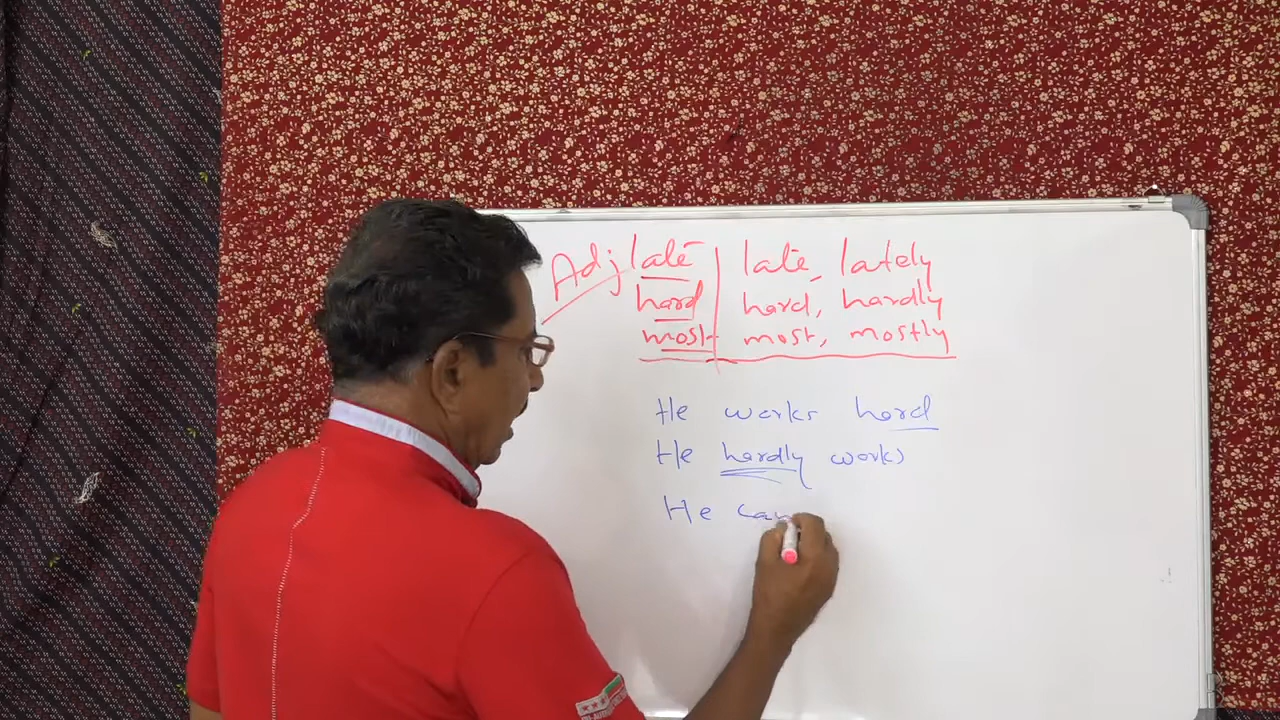 Adj late | late, lately
hard | hard, hardly
most | most, mostly
He works hard
He hardly works
He